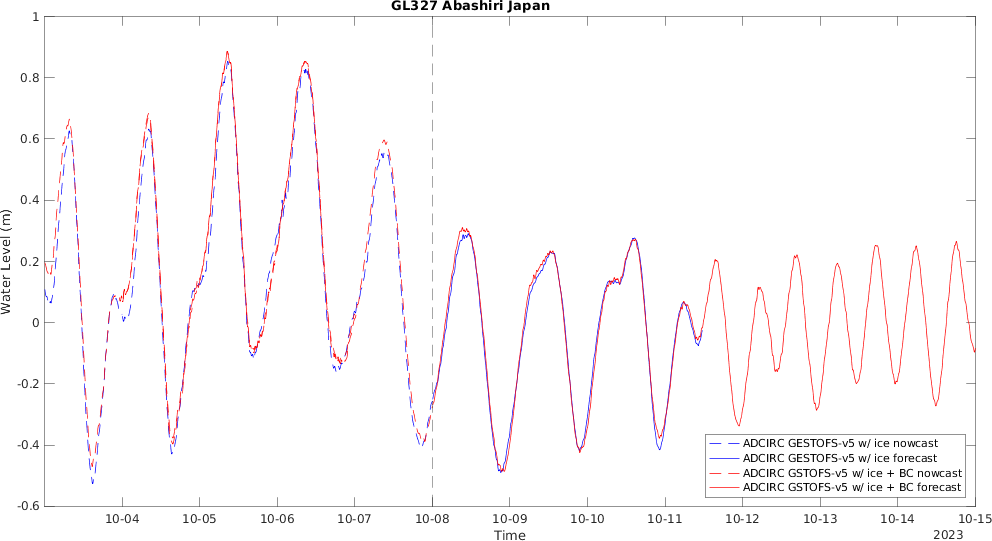 GL327 Abashiri Japan
1
0.8
0.6
0.4
0.2
0
-0.2
-0.4
-0.6
Water Level (m)
10-04 10-05 10-06 10-07 10-08 10-09 10-10 10-11 10-12 10-13 10-14 10-15
Time
2023
ADCIRC GESTOFS-v5 w/ ice nowcast
ADCIRC GESTOFS-v5 w/ ice forecast
ADCIRC GSTOFS-v5 w/ ice + BC nowcast
ADCIRC GSTOFS-v5 w/ ice + BC forecast